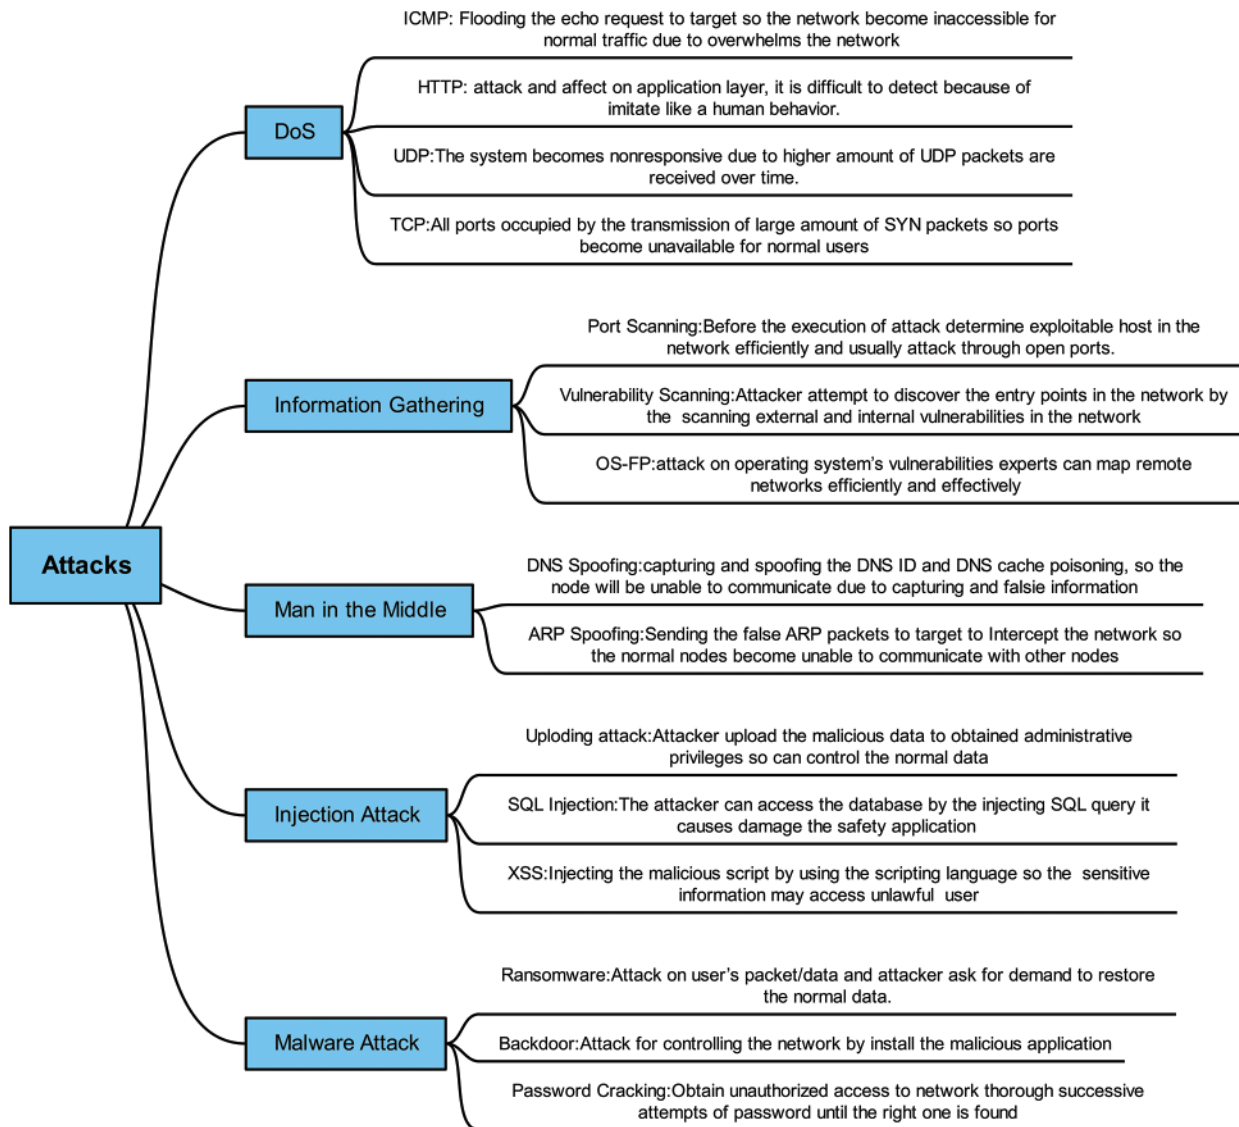 ICMP: Flooding the echo request to target so the network become inaccessible for
normal traffic due to overwhelms the network
HTTP: attack and affect on application layer, it is difficult to detect because of
imitate like a human behavior.
DoS
UDP:The system becomes nonresponsive due to higher amount of UDP packets are
received over time.
TCP:All ports occupied by the transmission of large amount of SYN packets so ports
become unavailable for normal users
Port Scanning:Before the execution of attack determine exploitable host in the
network efficiently and usually attack through open ports.
Information Gathering
Vulnerability Scanning:Attacker attempt to discover the entry points in the network by
the scanning external and internal vulnerabilities in the network
OS-FP:attack on operating system's vulnerabilities experts can map remote
networks efficiently and effectively
Attacks
DNS Spoofing:capturing and spoofing the DNS ID and DNS cache poisoning, so the
node will be unable to communicate due to capturing and falsie information
Man in the Middle
ARP Spoofing:Sending the false ARP packets to target to Intercept the network so
the normal nodes become unable to communicate with other nodes
Uploding attack:Attacker upload the malicious data to obtained administrative
privileges so can control the normal data
Injection Attack
SQL Injection:The attacker can access the database by the injecting SQL query it
causes damage the safety application
XSS:Injecting the malicious script by using the scripting language so the sensitive
information may access unlawful user
Ransomware:Attack on user's packet/data and attacker ask for demand to restore
the normal data.
Malware Attack
Backdoor:Attack for controlling the network by install the malicious application
Password Cracking:Obtain unauthorized access to network thorough successive
attempts of password until the right one is found